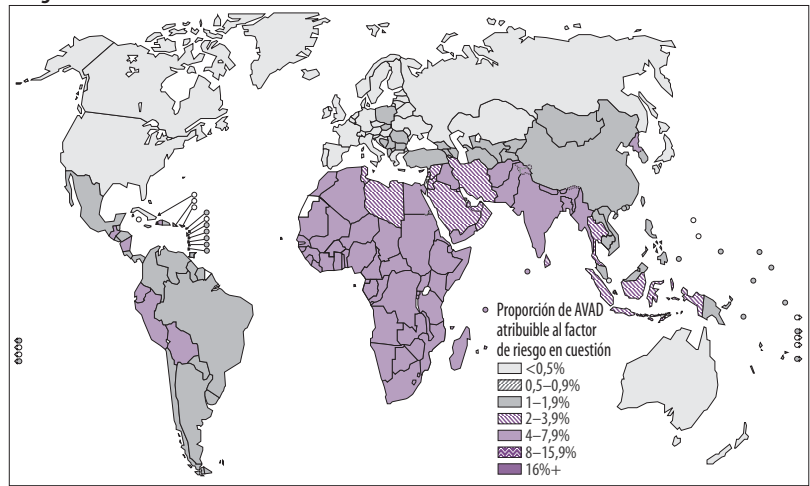 Proporción de AVAD
atribuible al factor
de riesgo en cuestión
<0,5%
0,5–0,9%
1–1,9%
2–3,9%
4–7,9%
8–15,9%
16%+